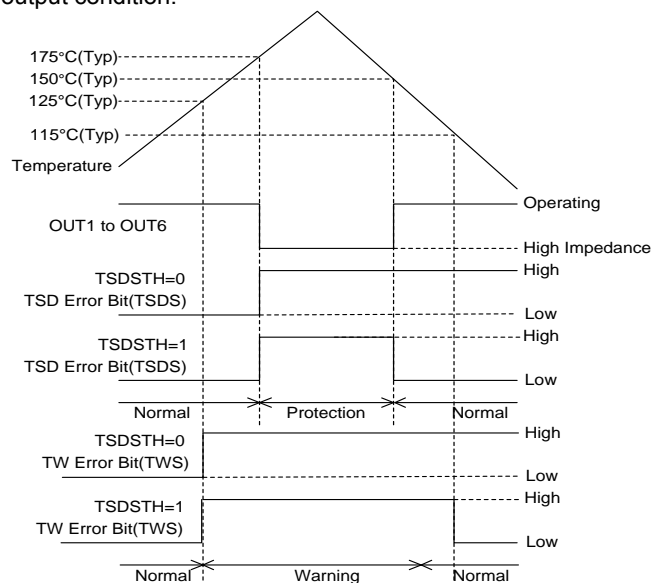 output condition.
175°C(Typ)
150°C(Typ)
125°C(Typ)
115°C(Typ)
Temperature
Operating
OUT1 to OUT6
High Impedance
TSDSTH=0
TSD Error Bit(TSDS)
High
Low
TSDSTH=1
TSD Error Bit(TSDS)
High
Low
Normal Protection Normal
TSDSTH=0
TW Error Bit(TWS)
High
Low
TSDSTH=1
TW Error Bit(TWS)
High
Low
Normal Warning Normal